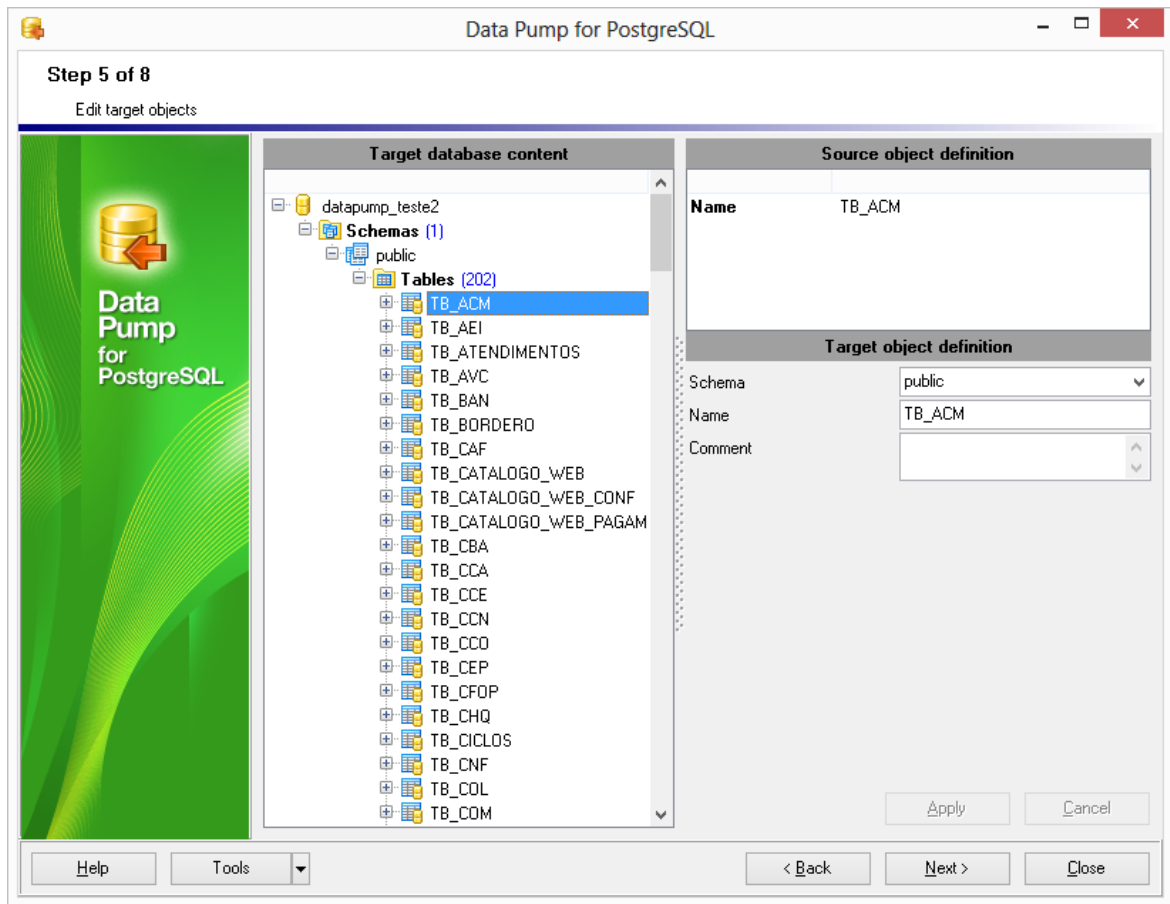 Data Pump for PostgreSQL
Step 5 of 8
Edit target objects
Data
Pump
for
PostgreSQL
Target database content
datapump_teste2
Schemas (1)
public
Tables (202)
TB_ACM
TB_AEI
TB_ATENDIMENTOS
TB_AVC
TB_BAN
TB_BORDERO
TB_CAF
TB_CATALOGO_WEB
TB_CATALOGO_WEB_CONF
TB_CATALOGO_WEB_PAGAM
TB_CBA
TB_CCA
TB_CCE
TB_CCN
TB_CCO
TB_CEP
TB_CFOP
TB_CHQ
TB_CICLOS
TB_CNF
TB_COL
TB_COM
Source object definition
Name TB_ACM
Target object definition
Schema public
Name TB_ACM
Comment
Apply Cancel
Help Tools < Back Next > Close